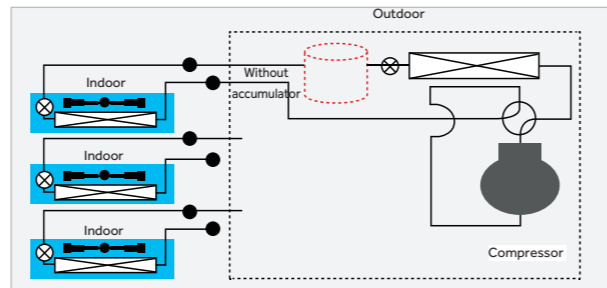 Outdoor
Indoor
Without
accumulator
Indoor
Indoor
Compressor